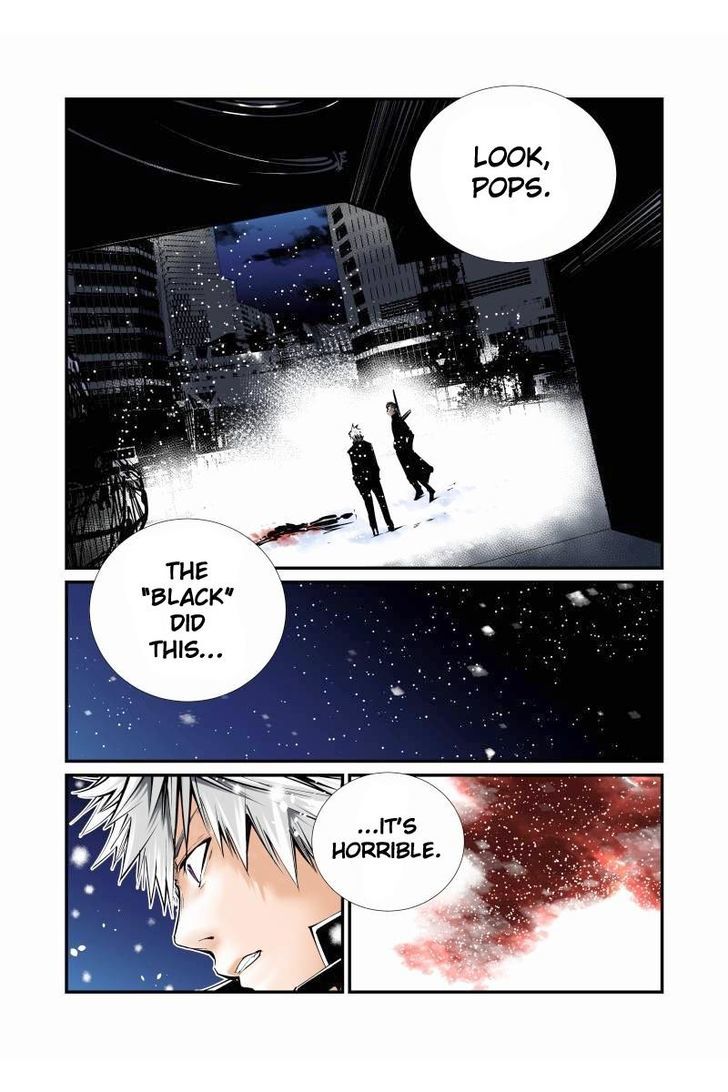 LOOK,
POPS.
THE
"BLACK"
DID
THIS...
...IT'S
HORRIBLE.